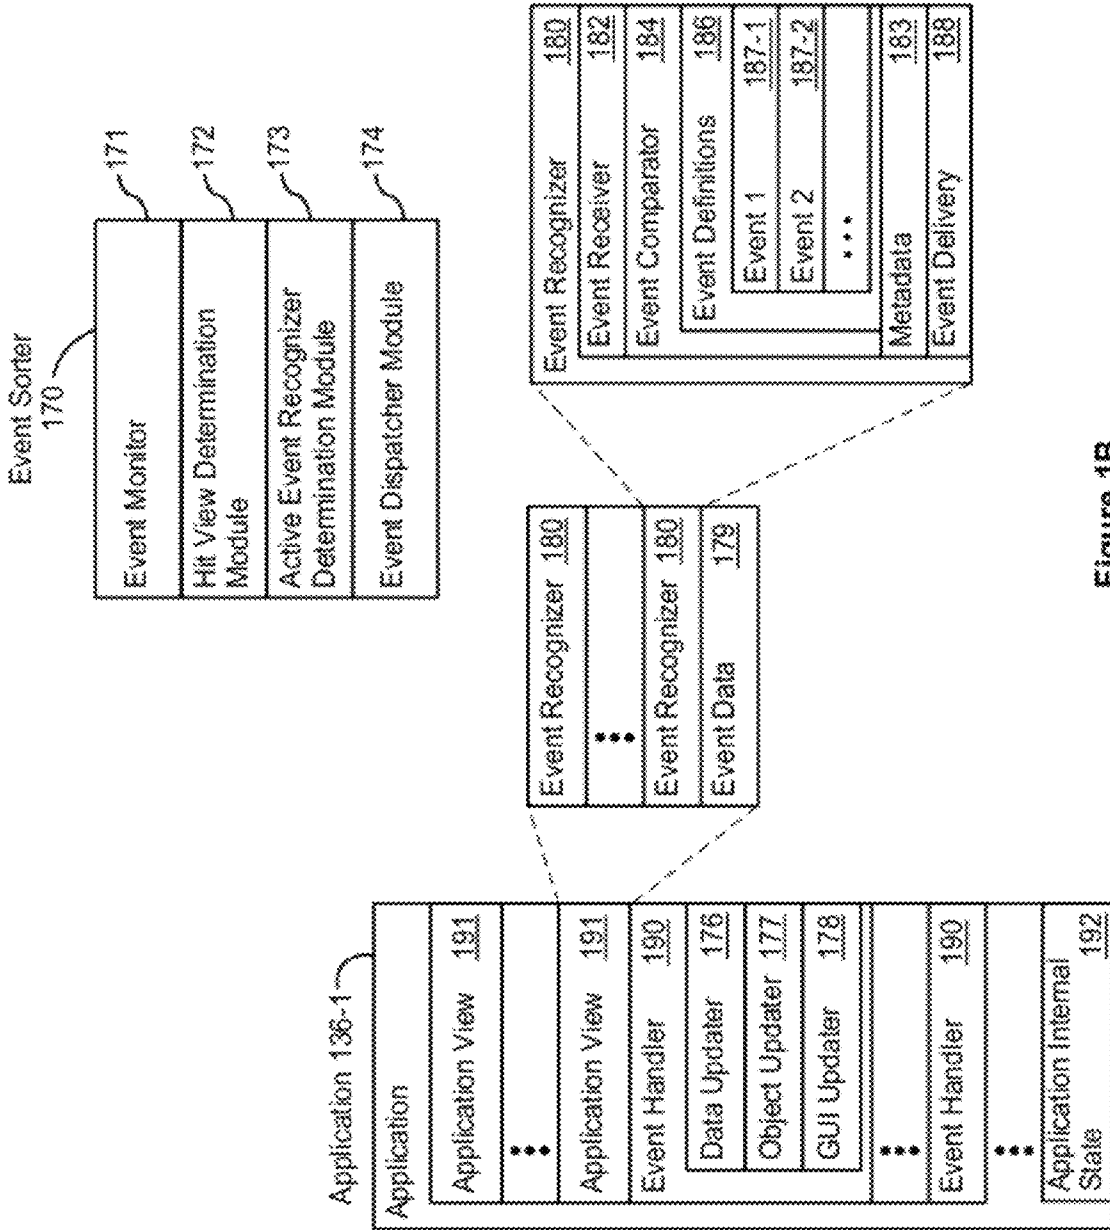 Event Sorter
170
Event Monitor 171
Hit View Determination 172
Module
Active Event Recognizer 173
Determination Module
Event Dispatcher Module 174
Application 136-1
Application
Application View 191
Application View 191
Event Handler 190
Data Updater 176
Object Updater 177
GUI Updater 178
Event Handler 190
Application Internal
State 192
Event Recognizer 180
Event Recognizer 180
Event Data 179
Event Recognizer 180
Event Receiver 182
Event Comparator 184
Event Definitions 186
Event 1 187-1
Event 2 187-2
Metadata 183
Event Delivery 188
Figure 1B